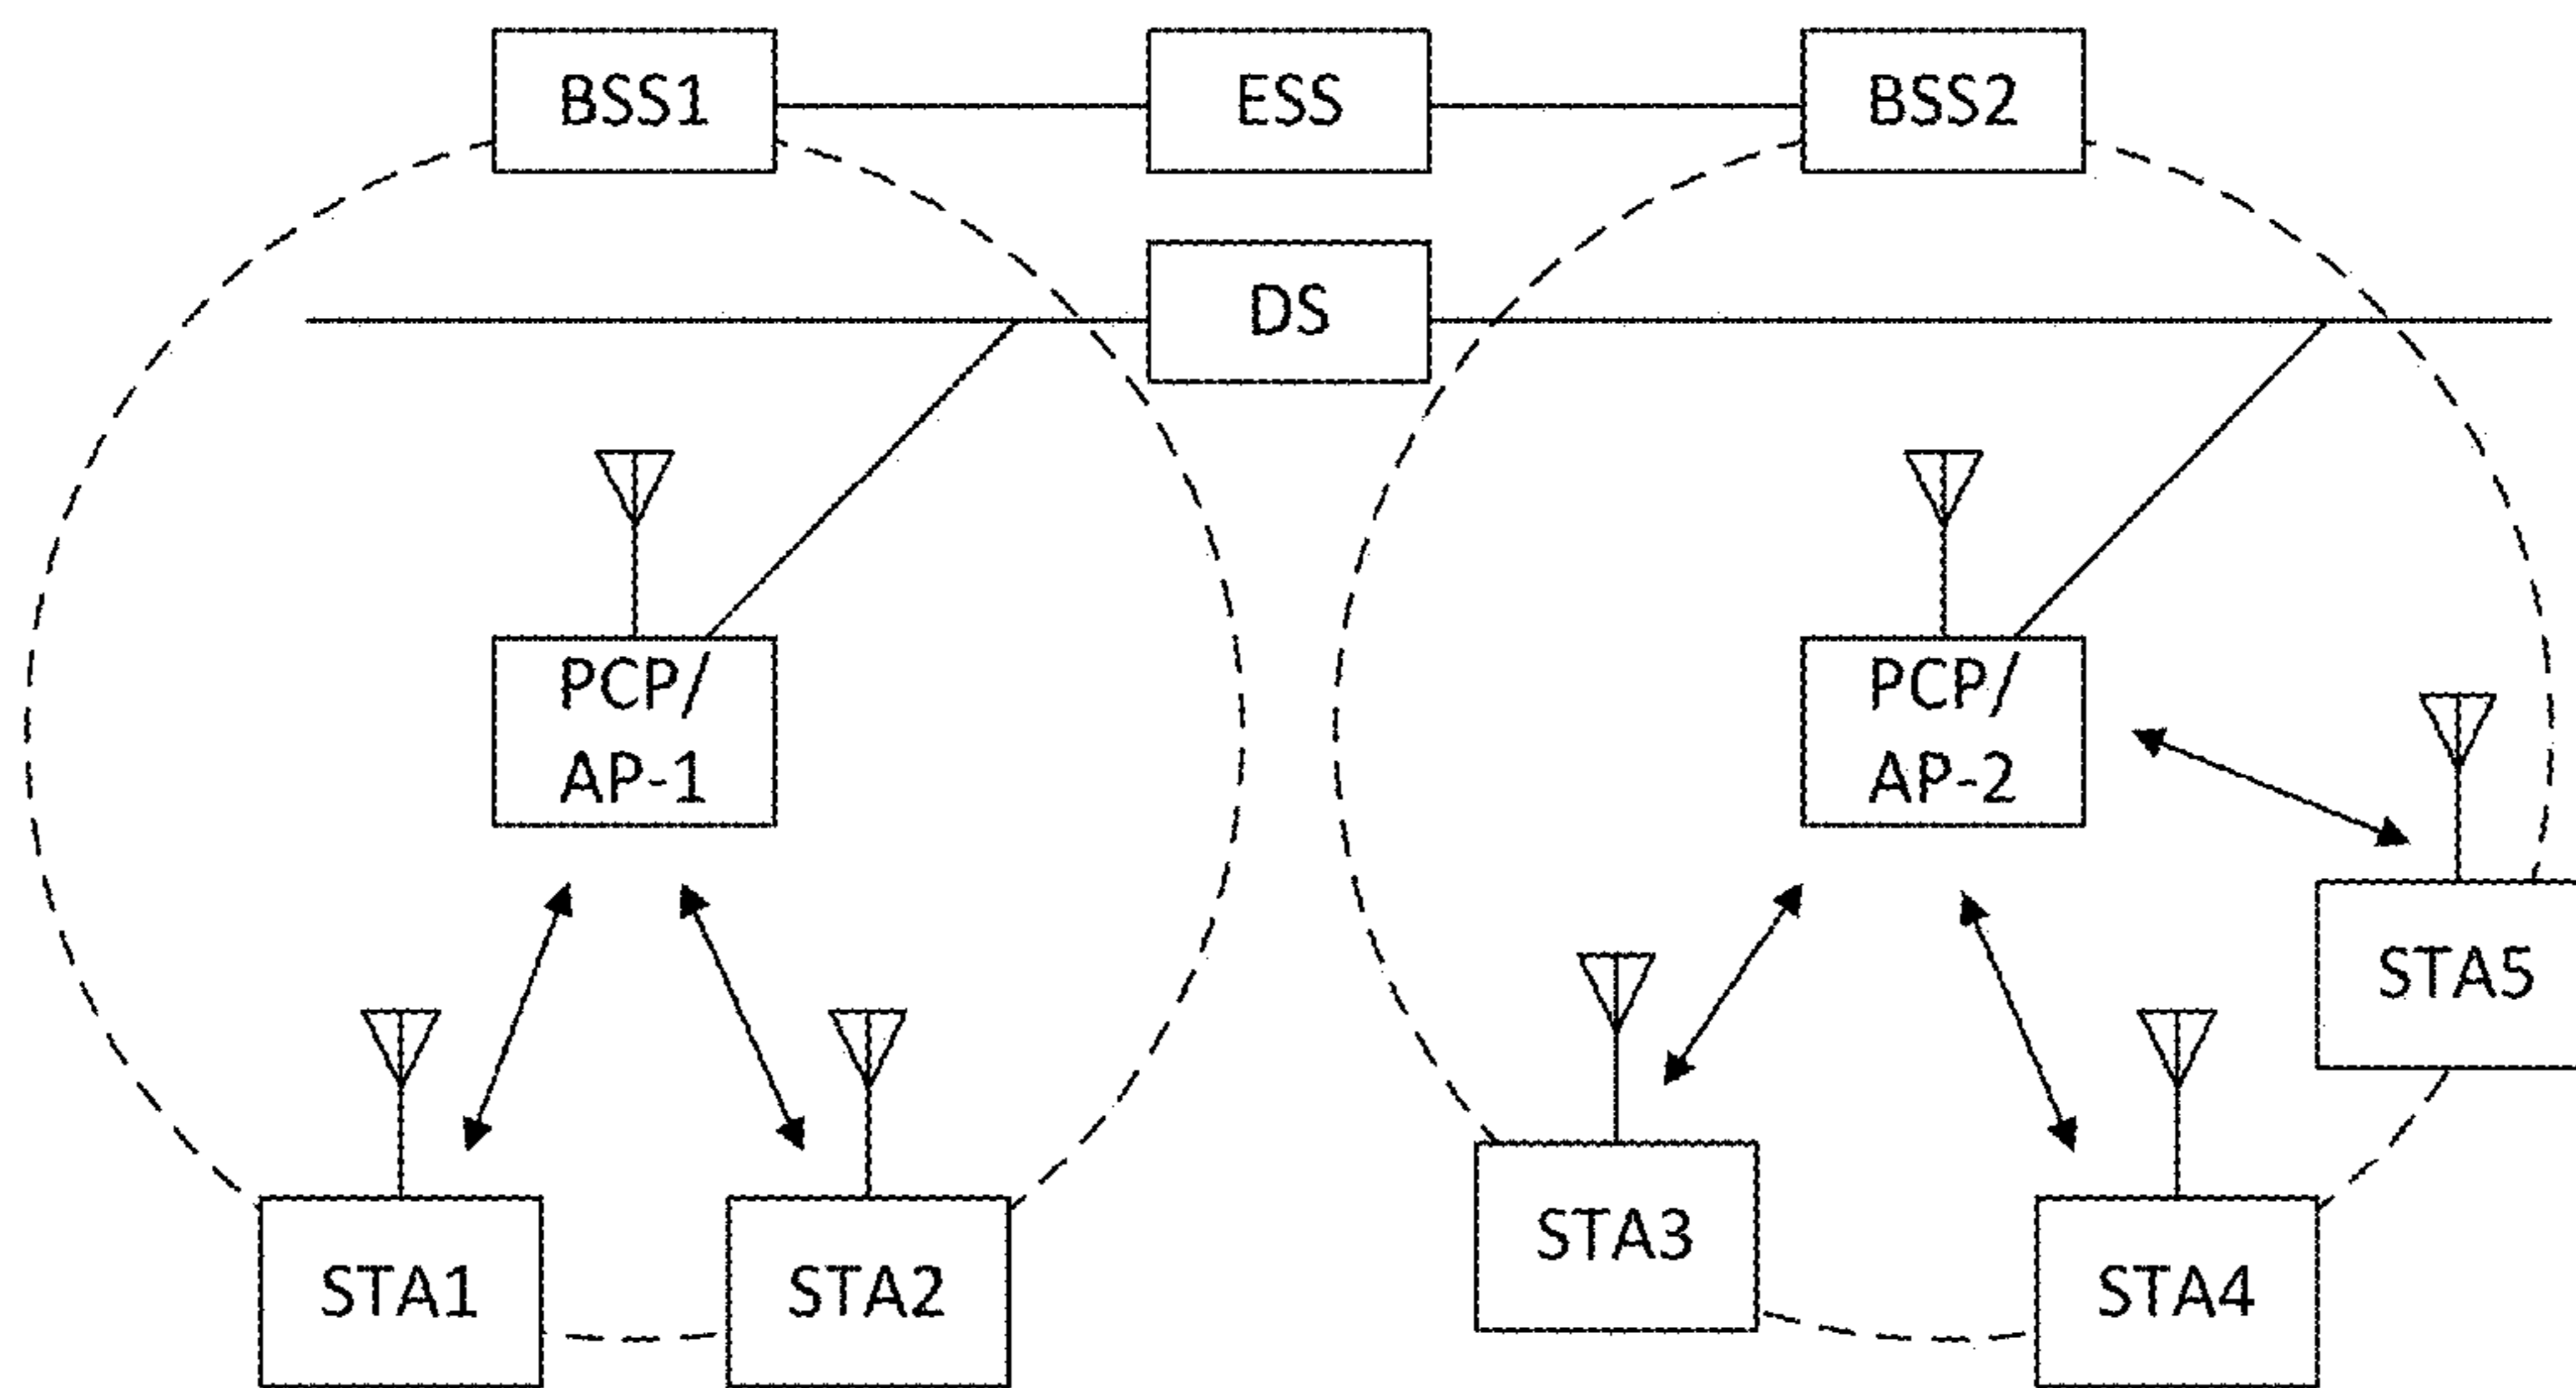 BSS1
ESS
BSS2
DS
PCP/
AP-1
PCP/
AP-2
STA5
STA3
STA1
STA2
STA4